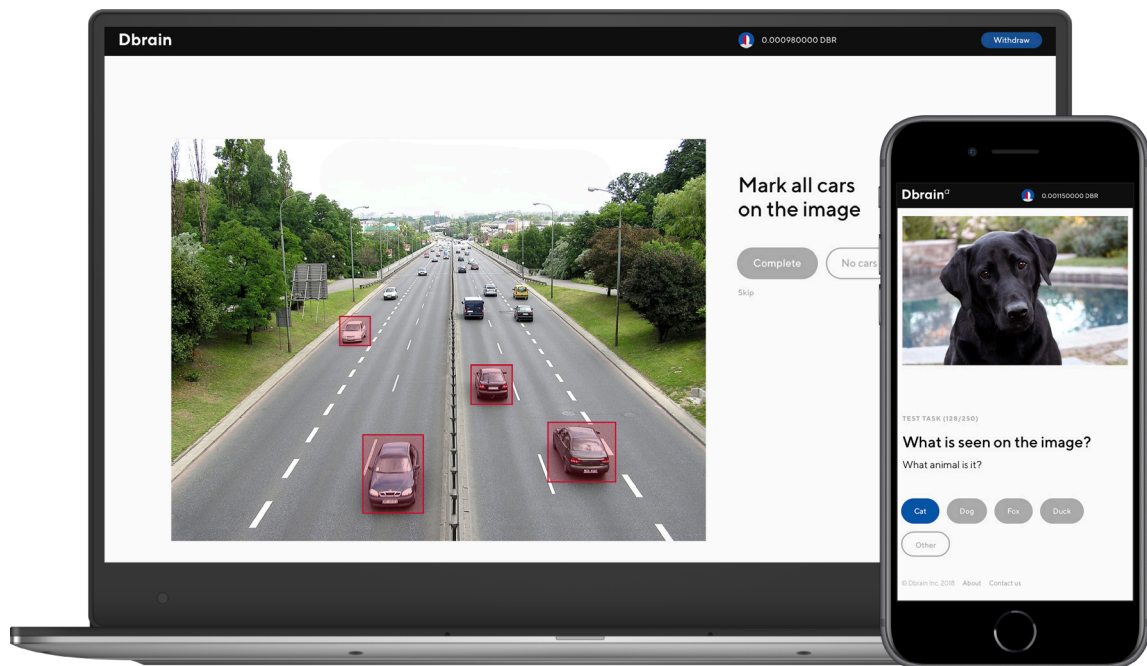 Dbrain
0.000980000 DBR
Withdraw
Mark all cars
on the image
Complete
No cars
Skip
Dbrainα
0.001150000 DBR
TEST TASK (128/250)
What is seen on the image?
What animal is it?
Cat
Dog
Fox
Duck
Other
© Dbrain Inc, 2018 About Contact us